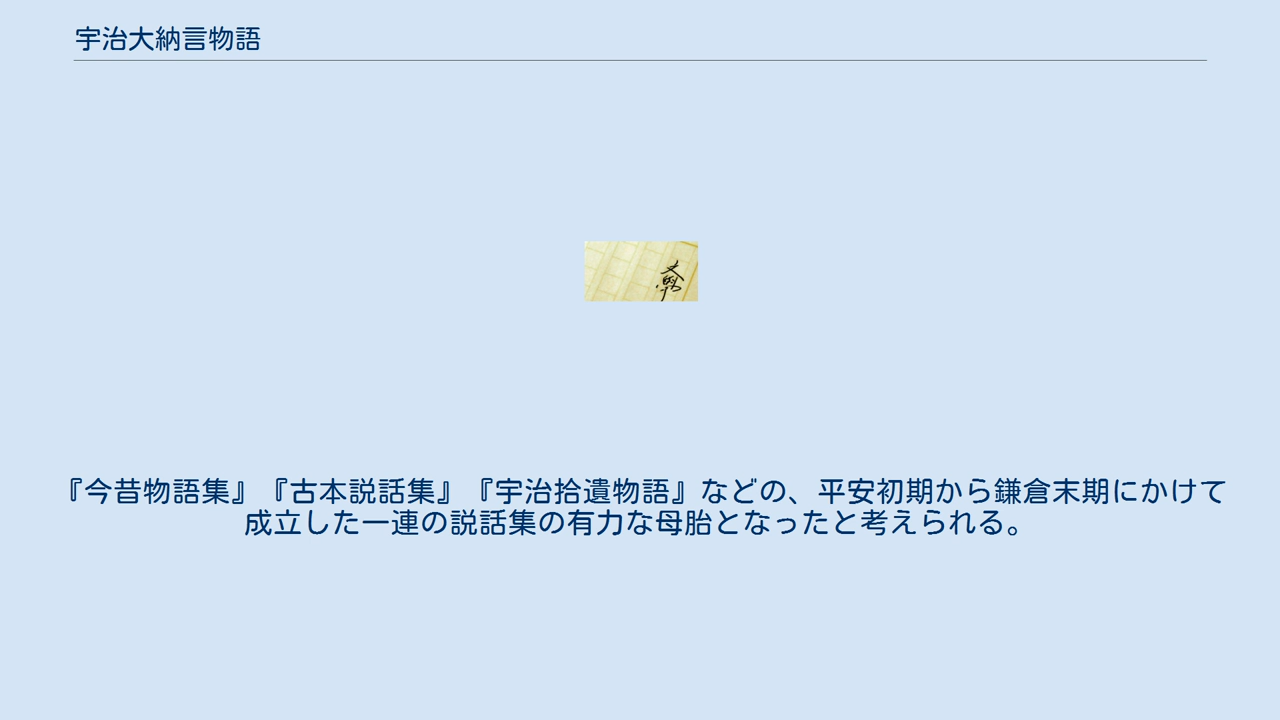 宇治大納言物語
『今昔物語集』『古本説話集』『宇治拾遺物語』などの、平安初期から鎌倉末期にかけて
成立した一連の説話集の有力な母胎となったと考えられる。